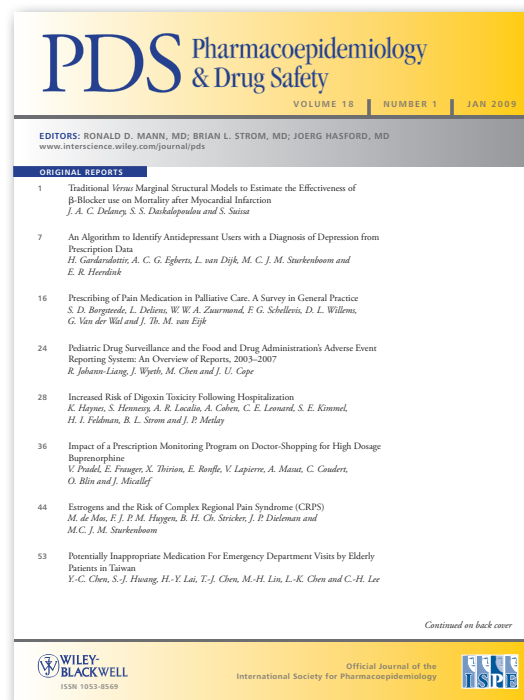 PDS Pharmacoepidemiology
& Drug Safety
VOLUME 18 | NUMBER 1 | JAN 2009
EDITORS: RONALD D. MANN, MD; BRIAN L. STROM, MD; JOERG HASFORD, MD
www.interscience.wiley.com/journal/pds
ORIGINAL REPORTS
1 Traditional Versus Marginal Structural Models to Estimate the Effectiveness of
β-Blocker use on Mortality after Myocardial Infarction
J. A. C. Delaney, S. S. Daskalopoulou and S. Suissa
7 An Algorithm to Identify Antidepressant Users with a Diagnosis of Depression from
Prescription Data
H. Gardarsdottir, A. C. G. Egberts, L. van Dijk, M. C. J. M. Sturkenboom and
E. R. Heerdink
16 Prescribing of Pain Medication in Palliative Care. A Survey in General Practice
S. D. Borgsteede, L. Deliens, W. W. A. Zuurmond, F. G. Schellevis, D. L. Willems,
G. Van der Wal and J. Th. M. van Eijk
24 Pediatric Drug Surveillance and the Food and Drug Administration's Adverse Event
Reporting System: An Overview of Reports, 2003–2007
R. Johann-Liang, J. Wyeth, M. Chen and J. U. Cope
28 Increased Risk of Digoxin Toxicity Following Hospitalization
K. Haynes, S. Hennessy, A. R. Localio, A. Cohen, C. E. Leonard, S. E. Kimmel,
H. I. Feldman, B. L. Strom and J. P. Metlay
36 Impact of a Prescription Monitoring Program on Doctor-Shopping for High Dosage
Buprenorphine
V. Pradel, E. Frauger, X. Thirion, E. Ronfle, V. Lapierre, A. Masut, C. Coudert,
O. Blin and J. Micallef
44 Estrogens and the Risk of Complex Regional Pain Syndrome (CRPS)
M. de Mos, F. J. P. M. Huygen, B. H. Ch. Stricker, J. P. Dieleman and
M.C. J. M. Sturkenboom
53 Potentially Inappropriate Medication For Emergency Department Visits by Elderly
Patients in Taiwan
Y.-C. Chen, S.-J. Hwang, H.-Y. Lai, T.-J. Chen, M.-H. Lin, L.-K. Chen and C.-H. Lee
Continued on back cover
WILEY-
BLACKWELL
ISSN 1053-8569
Official Journal of the
International Society for Pharmacoepidemiology
ISPE